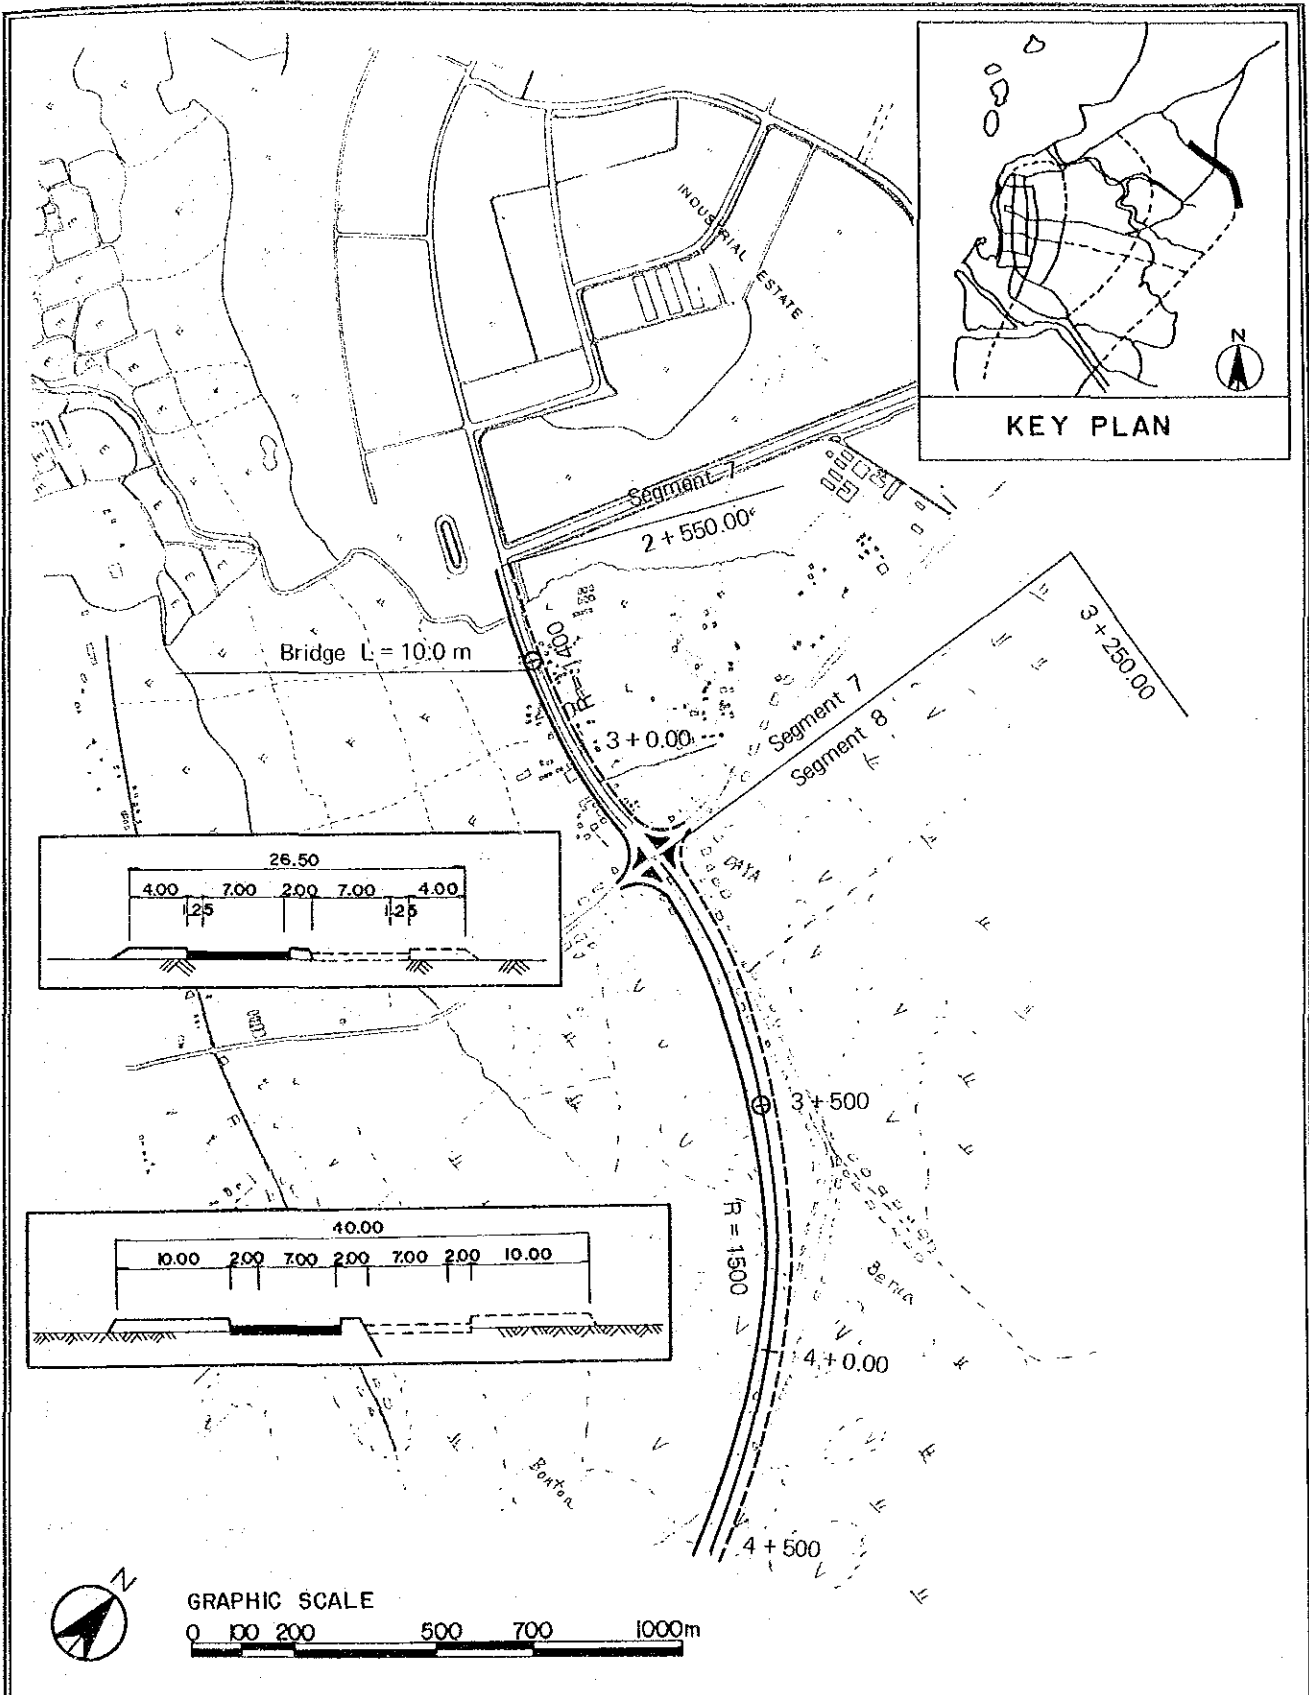 INDUSTRIAL ESTATE
N
KEY PLAN
Segment 7
2 + 550.00
3 + 250.00
Bridge L = 10.0 m
R = 1400
3 + 0.00
Segment 7
Segment 8
DAYA
26.50
4.00 7.00 2.00 7.00 4.00
1.25 1.25
3 + 500
R = 1500
40.00
10.00 2.00 7.00 2.00 7.00 2.00 10.00
4 + 0.00
4 + 500
N
GRAPHIC SCALE
0 100 200 500 700 1000m